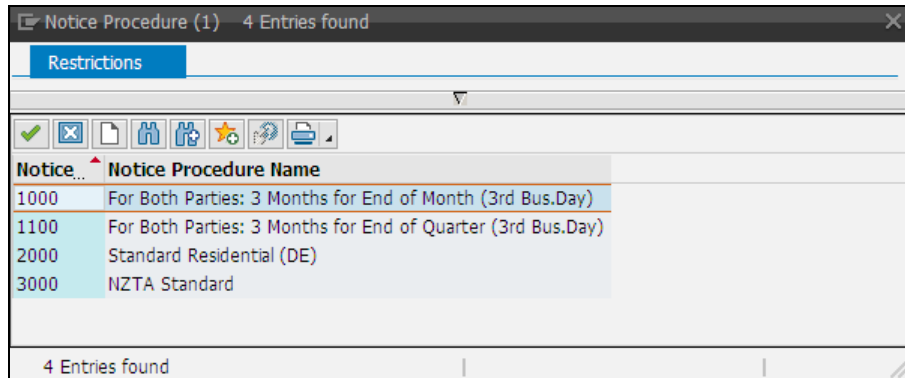 Notice Procedure (1) 4 Entries found
Restrictions
Notice... Notice Procedure Name
1000 For Both Parties: 3 Months for End of Month (3rd Bus.Day)
1100 For Both Parties: 3 Months for End of Quarter (3rd Bus.Day)
2000 Standard Residential (DE)
3000 NZTA Standard
4 Entries found